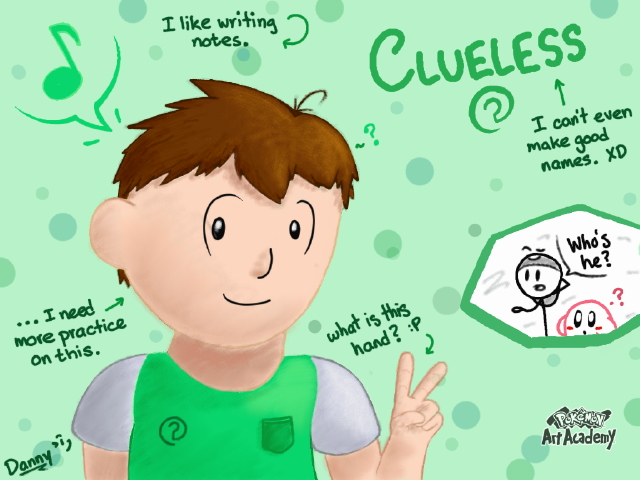 I like writing
notes.
CLUELESS
?
I can't even
make good
names. XD
~?
Who's
he?
?
... I need
more practice
on this.
what is this
hand? :P
?
Danny
POKéMON
Art Academy